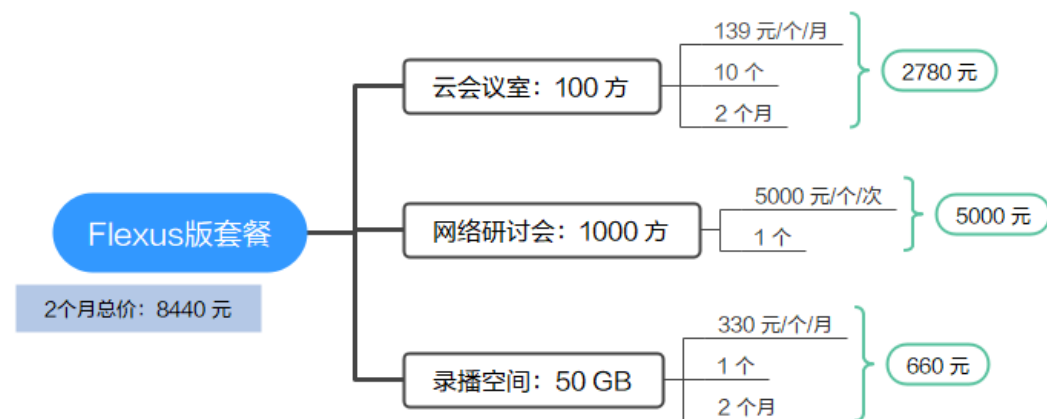 Flexus版套餐
2个月总价：8440 元
云会议室：100 方
139 元/个/月
10 个
2 个月
2780 元
网络研讨会：1000 方
5000 元/个/次
1 个
5000 元
录播空间：50 GB
330 元/个/月
1 个
2 个月
660 元